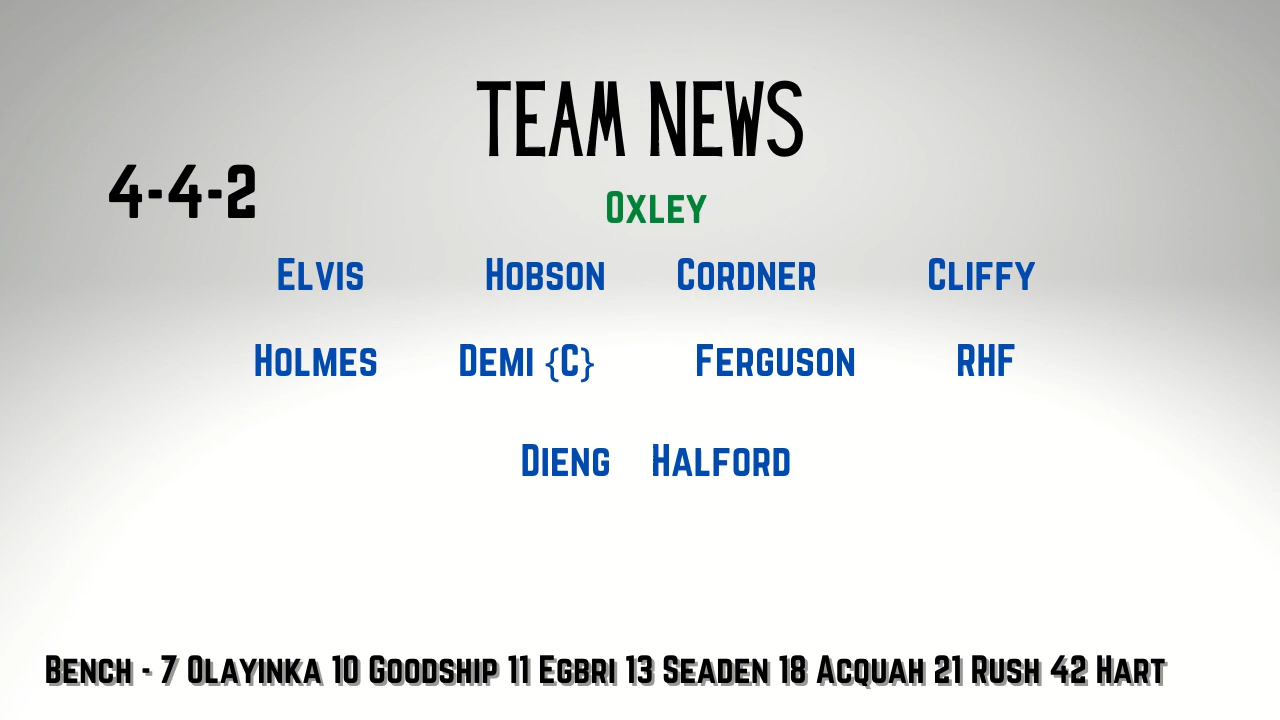 TEAM NEWS
4-4-2
OXLEY
ELVIS HOBSON CORDNER CLIFFY
HOLMES DEMI {C} FERGUSON RHF
DIENG HALFORD
BENCH - 7 OLAYINKA 10 GOODSHIP 11 EGBRI 13 SEADEN 18 ACQUAH 21 RUSH 42 HART